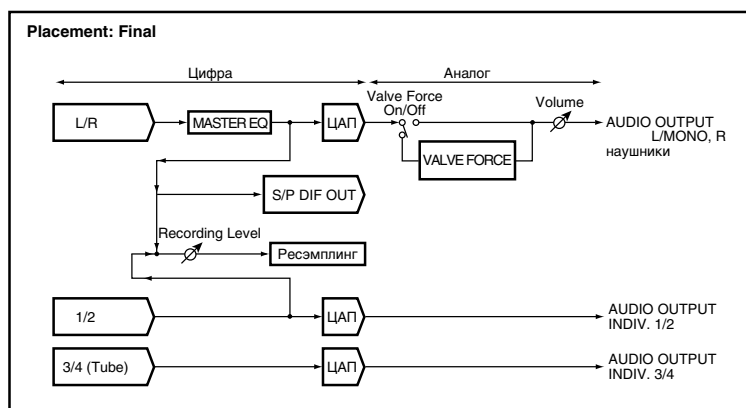 Placement: Final
Цифра
Аналог
L/R
MASTER EQ
ЦАП
Valve Force
On/Off
VALVE FORCE
Volume
AUDIO OUTPUT
L/MONO, R
наушники
S/P DIF OUT
Recording Level
Ресэмплинг
1/2
ЦАП
AUDIO OUTPUT
INDIV. 1/2
3/4 (Tube)
ЦАП
AUDIO OUTPUT
INDIV. 3/4